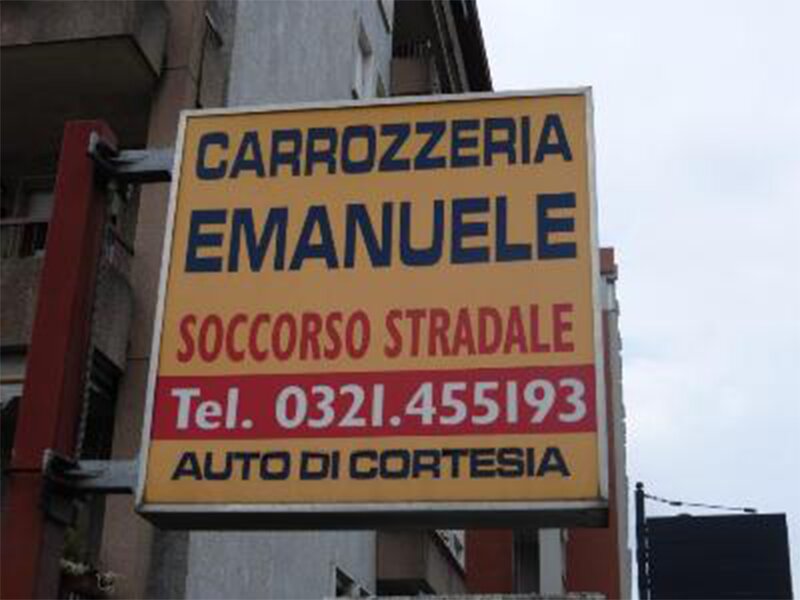 CARROZZERIA
EMANUELE
SOCCORSO STRADALE
Tel. 0321.455193
AUTO DI CORTESIA